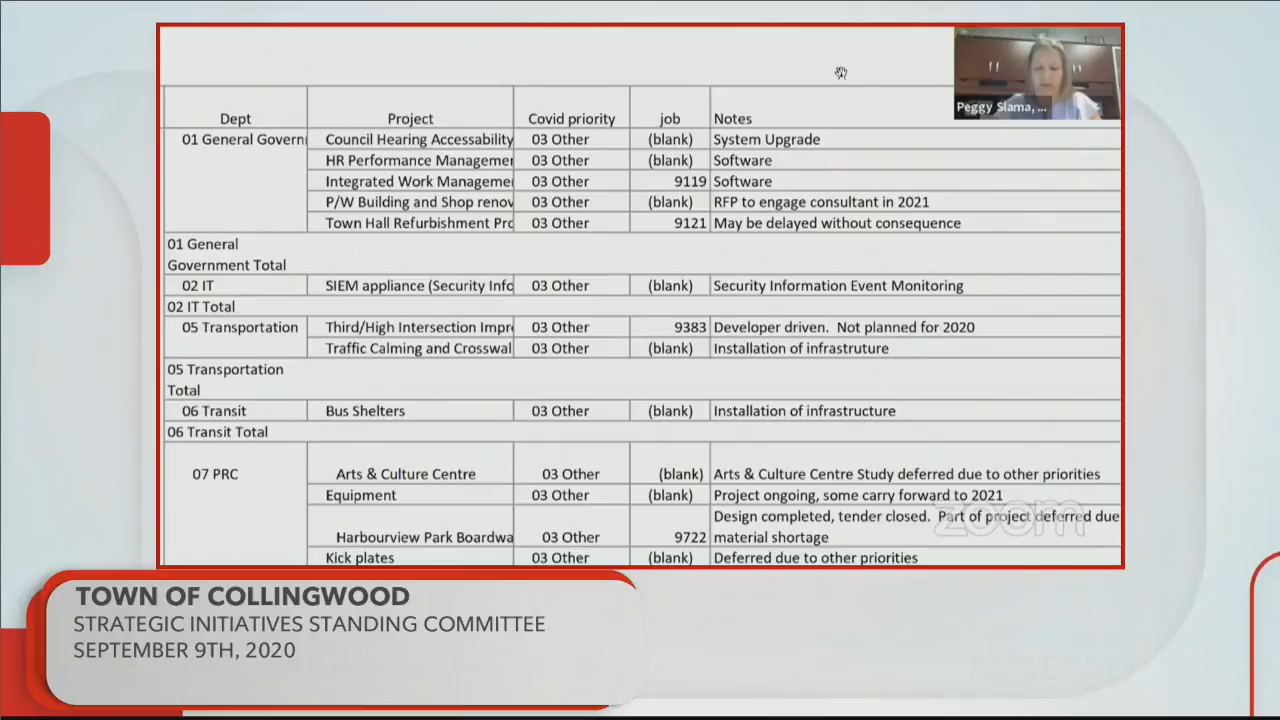 Peggy Slama, ...
Dept Project Covid priority job Notes
01 General Govern Council Hearing Accessability 03 Other (blank) System Upgrade
HR Performance Managemen 03 Other (blank) Software
Integrated Work Managemen 03 Other 9119 Software
P/W Building and Shop renov 03 Other (blank) RFP to engage consultant in 2021
Town Hall Refurbishment Pro 03 Other 9121 May be delayed without consequence
01 General
Government Total
02 IT SIEM appliance (Security Info 03 Other (blank) Security Information Event Monitoring
02 IT Total
05 Transportation Third/High Intersection Impr 03 Other 9383 Developer driven. Not planned for 2020
Traffic Calming and Crosswal 03 Other (blank) Installation of infrastruture
05 Transportation
Total
06 Transit Bus Shelters 03 Other (blank) Installation of infrastructure
06 Transit Total
07 PRC Arts & Culture Centre 03 Other (blank) Arts & Culture Centre Study deferred due to other priorities
Equipment 03 Other (blank) Project ongoing, some carry forward to 2021
Design completed, tender closed. Part of project deferred due
Harbourview Park Boardwa 03 Other 9722 material shortage
Kick plates 03 Other (blank) Deferred due to other priorities
zoom
TOWN OF COLLINGWOOD
STRATEGIC INITIATIVES STANDING COMMITTEE
SEPTEMBER 9TH, 2020